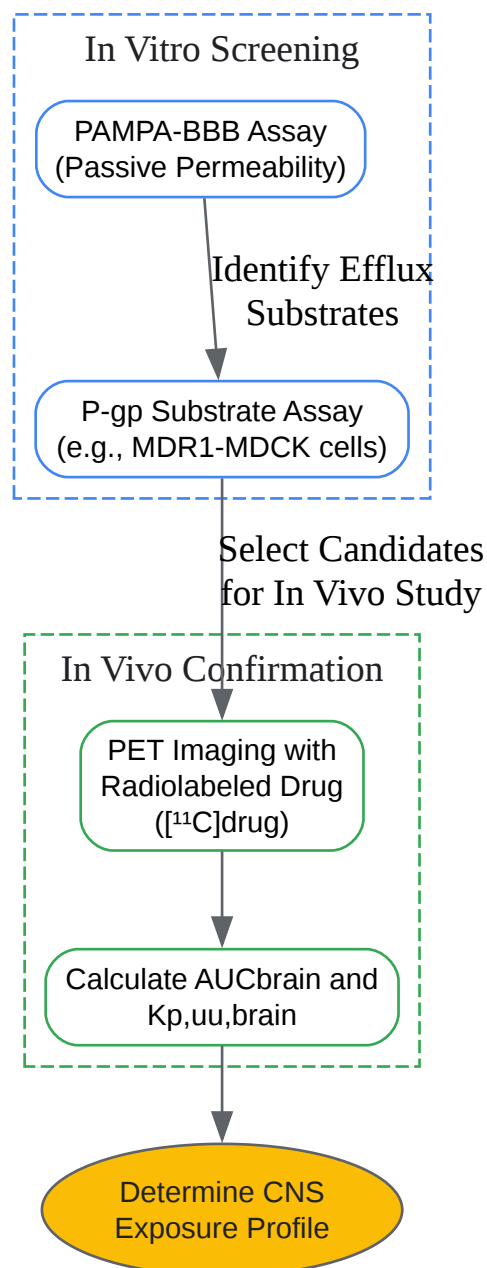 In Vitro Screening
PAMPA-BBB Assay
(Passive Permeability)
Identify Efflux
Substrates
P-gp Substrate Assay
(e.g., MDR1-MDCK cells)
Select Candidates
for In Vivo Study
In Vivo Confirmation
PET Imaging with
Radiolabeled Drug
([¹¹C]drug)
Calculate AUCbrain and
Kp,uu,brain
Determine CNS
Exposure Profile